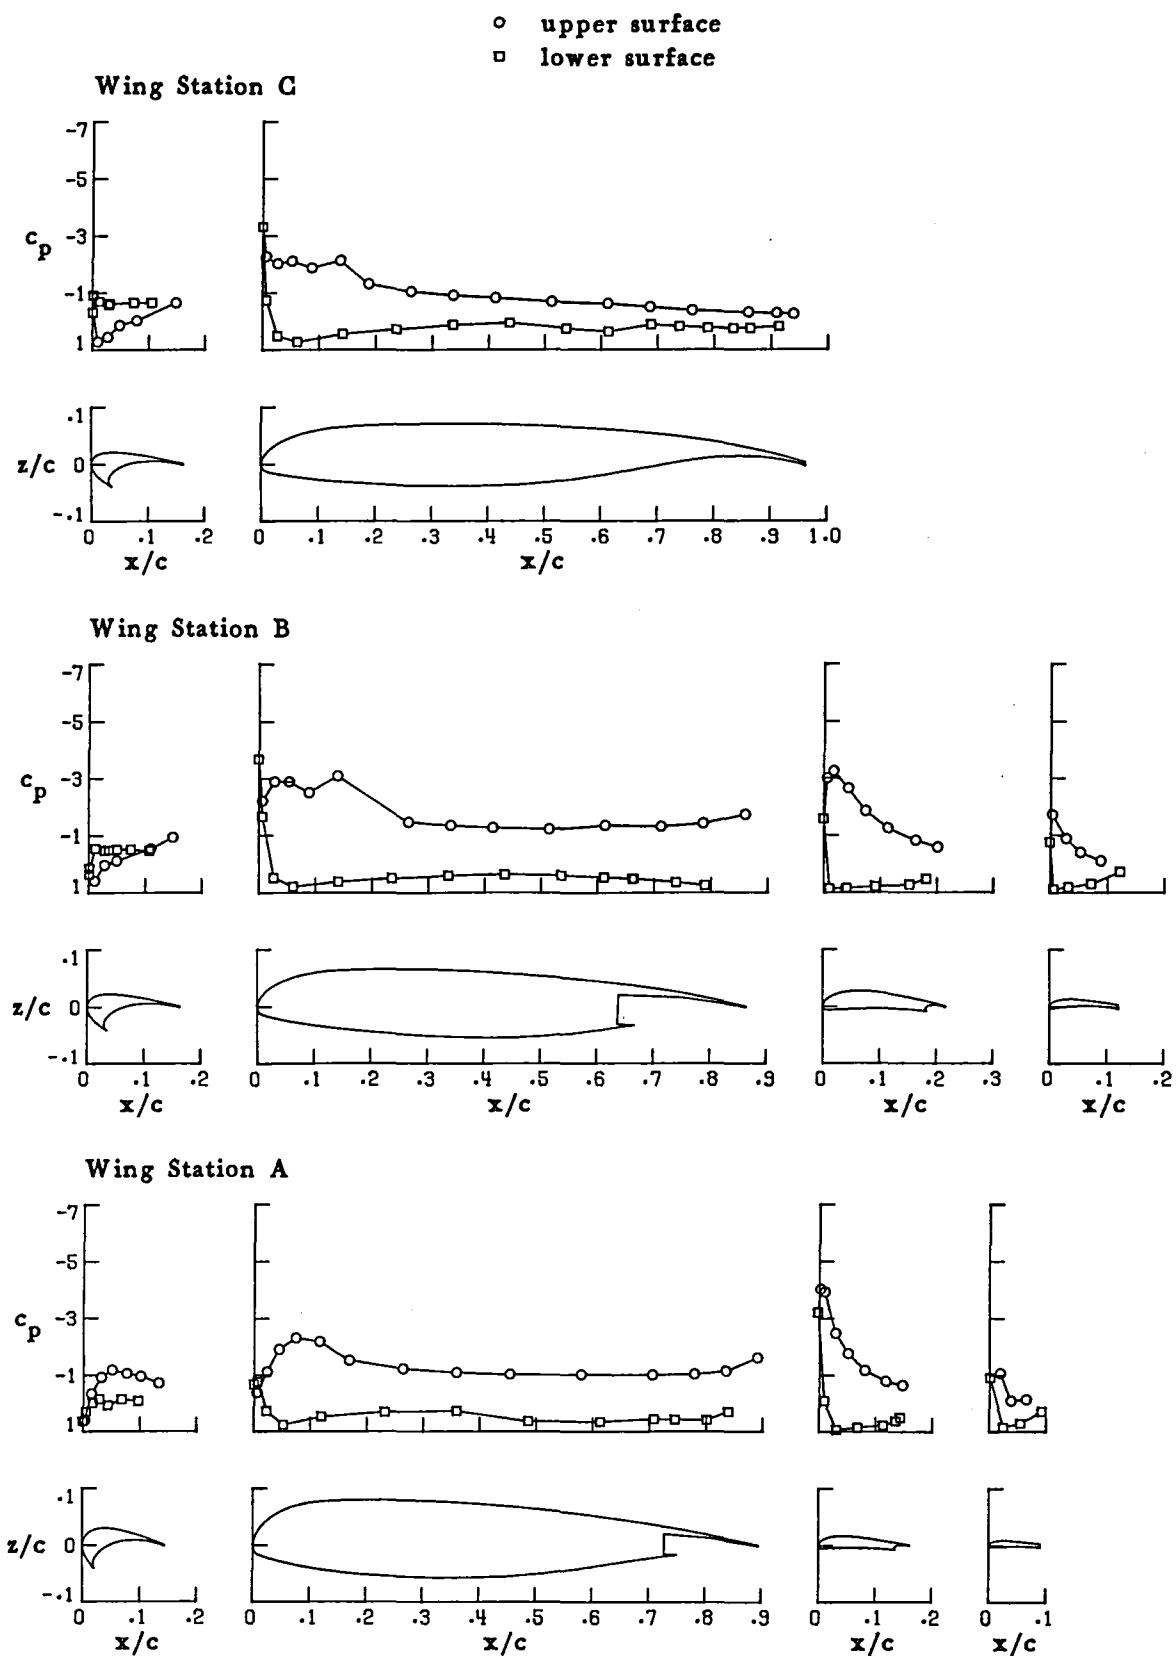 upper surface
lower surface
Wing Station C
-7
-5
-3
-1
1
c_p
.1
0
-.1
z/c
0 .1 .2
x/c
0 .1 .2 .3 .4 .5 .6 .7 .8 .9 1.0
x/c
Wing Station B
-7
-5
-3
-1
1
c_p
.1
0
-.1
z/c
0 .1 .2
x/c
0 .1 .2 .3 .4 .5 .6 .7 .8 .9
x/c
0 .1 .2 .3
x/c
0 .1 .2
x/c
Wing Station A
-7
-5
-3
-1
1
c_p
.1
0
-.1
z/c
0 .1 .2
x/c
0 .1 .2 .3 .4 .5 .6 .7 .8 .9
x/c
0 .1 .2
x/c
0 .1
x/c